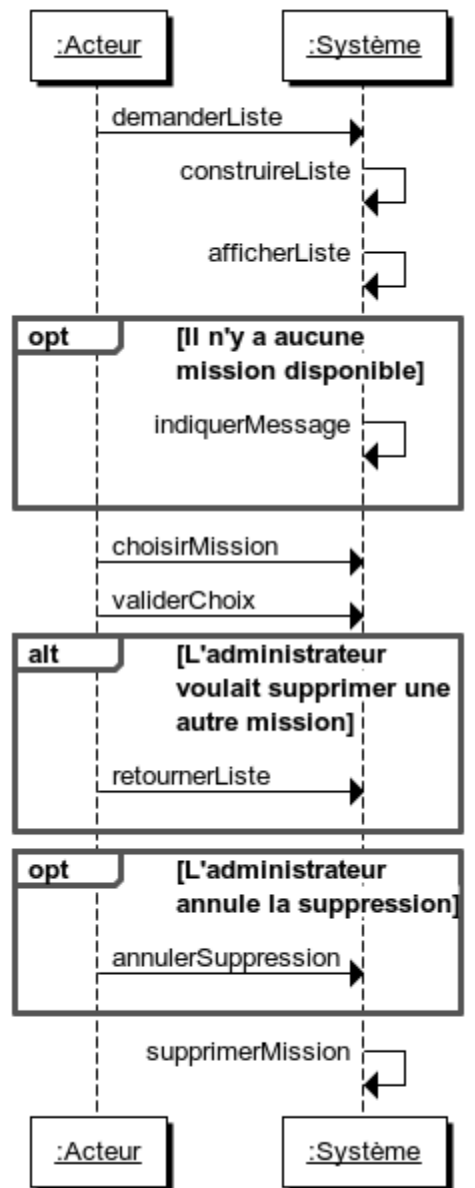 :Acteur :Système
demanderListe
construireListe
afficherListe
opt [Il n'y a aucune
mission disponible]
indiquerMessage
choisirMission
validerChoix
alt [L'administrateur
voulait supprimer une
autre mission]
retournerListe
opt [L'administrateur
annule la suppression]
annulerSuppression
supprimerMission
:Acteur :Système